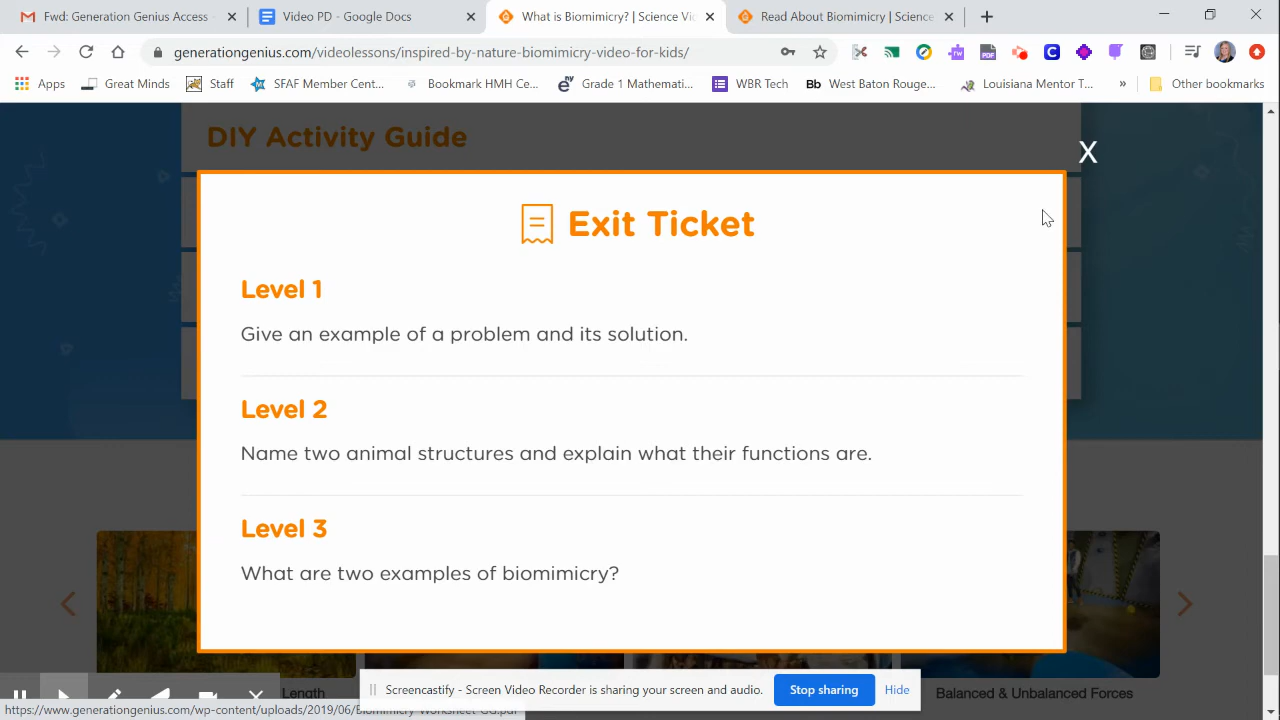 Fwd: Generation Genius Access
Video PD - Google Docs
What is Biomimicry? | Science Vi
Read About Biomimicry | Science
generationgenius.com/videolessons/inspired-by-nature-biomimicry-video-for-kids/
Apps
Great Minds
Staff
SFAF Member Cent...
Bookmark HMH Ce...
Grade 1 Mathemati...
WBR Tech
Bb West Baton Rouge...
Louisiana Mentor T...
»
Other bookmarks
DIY Activity Guide
X
Exit Ticket
Level 1
Give an example of a problem and its solution.
Level 2
Name two animal structures and explain what their functions are.
Level 3
What are two examples of biomimicry?
Screencastify - Screen Video Recorder is sharing your screen and audio.
Stop sharing
Hide
Length
Balanced & Unbalanced Forces
https://www.generationgenius.com/wp-content/uploads/2019/06/Biomimicry-Worksheet-GG.pdf